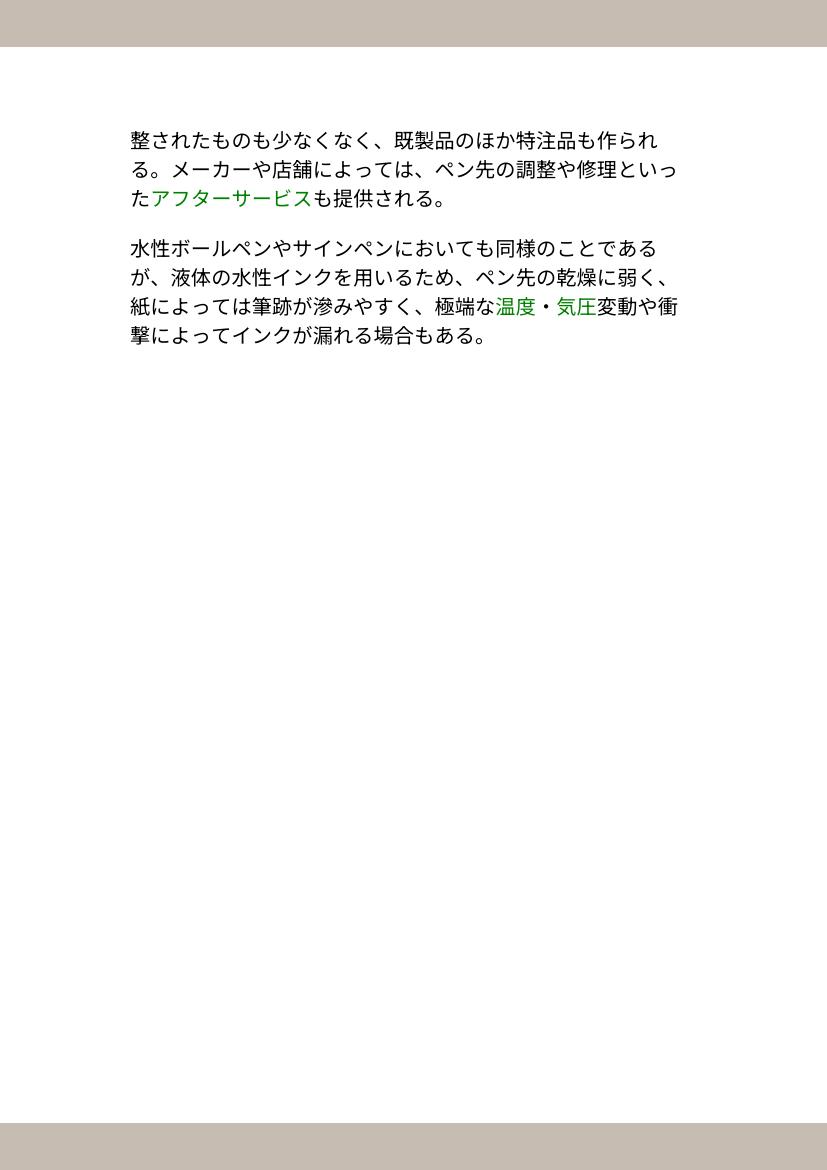 整されたものも少なくなく、既製品のほか特注品も作られ
る。メーカーや店舗によっては、ペン先の調整や修理といっ
たアフターサービスも提供される。
水性ボールペンやサインペンにおいても同様のことである
が、液体の水性インクを用いるため、ペン先の乾燥に弱く、
紙によっては筆跡が滲みやすく、極端な温度・気圧変動や衝
撃によってインクが漏れる場合もある。